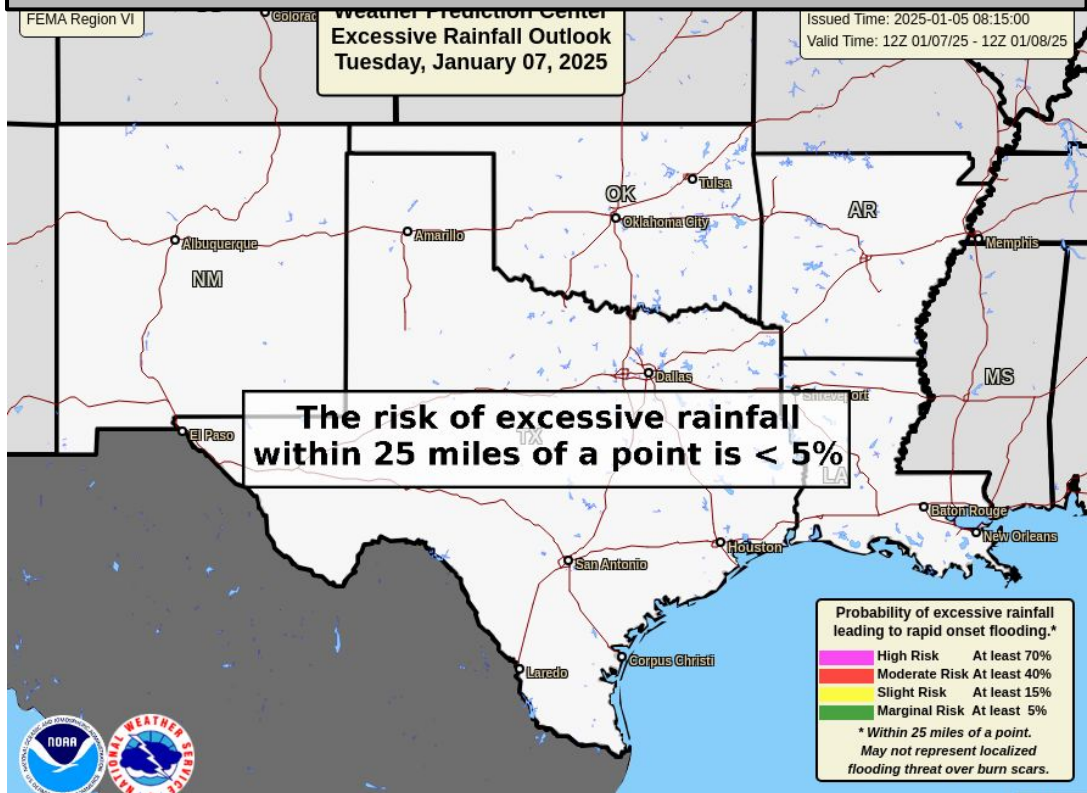 FEMA Region VI
Weather Prediction Center
Excessive Rainfall Outlook
Tuesday, January 07, 2025
Issued Time: 2025-01-05 08:15:00
Valid Time: 12Z 01/07/25 - 12Z 01/08/25
Tulsa
OK
Oklahoma City
AR
Amarillo
Albuquerque
Memphis
NM
Dallas
MS
Shreveport
The risk of excessive rainfall
within 25 miles of a point is < 5%
TX
El Paso
LA
Baton Rouge
New Orleans
Houston
San Antonio
Corpus Christi
Laredo
Probability of excessive rainfall
leading to rapid onset flooding.*
High Risk At least 70%
Moderate Risk At least 40%
Slight Risk At least 15%
Marginal Risk At least 5%
* Within 25 miles of a point.
May not represent localized
flooding threat over burn scars.
NOAA
NATIONAL WEATHER SERVICE